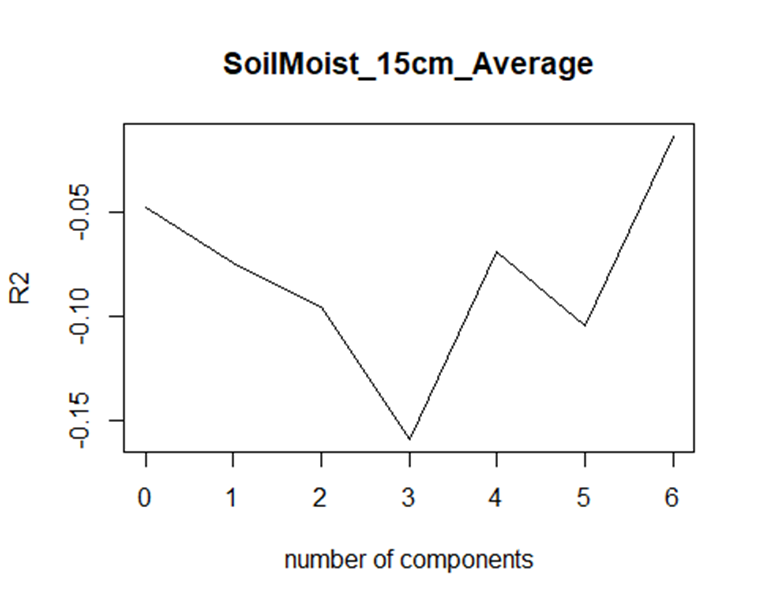 SoilMoist_15cm_Average
R2
-0.05
-0.10
-0.15
0 1 2 3 4 5 6
number of components